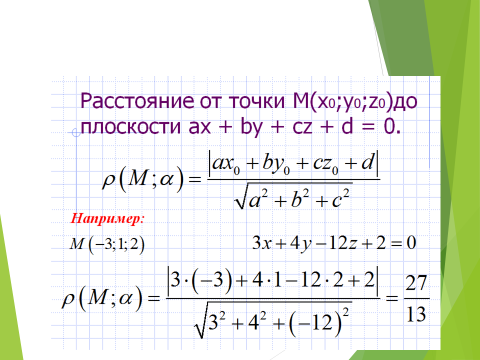 Расстояние от точки М(x₀;y₀;z₀)до
плоскости ax + by + cz + d = 0.
ρ(M;α) = |ax₀ + by₀ + cz₀ + d| / √(a² + b² + c²)
Например:
M(−3;1;2) 3x + 4y − 12z + 2 = 0
ρ(M;α) = |3·(−3) + 4·1 − 12·2 + 2| / √(3² + 4² + (−12)²) = 27/13